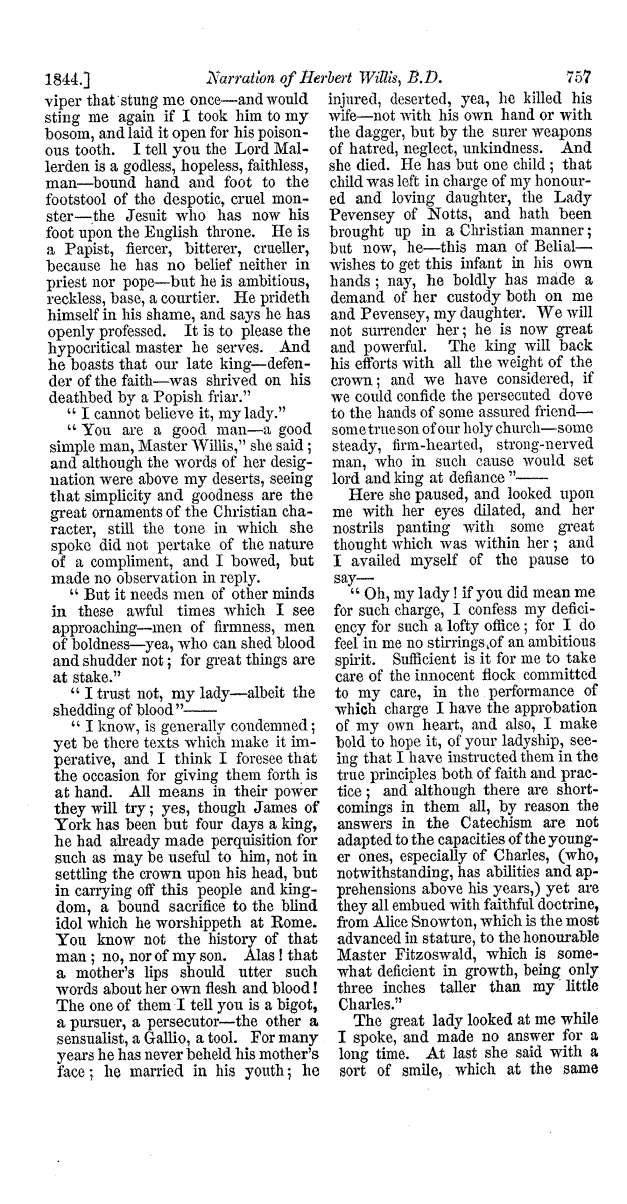 1844.] Narration of Herbert Willis, B.D. 757
viper that stung me once—and would
sting me again if I took him to my
bosom, and laid it open for his poison-
ous tooth. I tell you the Lord Mal-
lerden is a godless, hopeless, faithless,
man—bound hand and foot to the
footstool of the despotic, cruel mon-
ster—the Jesuit who has now his
foot upon the English throne. He is
a Papist, fiercer, bitterer, crueller,
because he has no belief neither in
priest nor pope—but he is ambitious,
reckless, base, a courtier. He prideth
himself in his shame, and says he has
openly professed. It is to please the
hypocritical master he serves. And
he boasts that our late king—defen-
der of the faith—was shrived on his
deathbed by a Popish friar."
" I cannot believe it, my lady."
" You are a good man—a good
simple man, Master Willis," she said ;
and although the words of her desig-
nation were above my deserts, seeing
that simplicity and goodness are the
great ornaments of the Christian cha-
racter, still the tone in which she
spoke did not pertake of the nature
of a compliment, and I bowed, but
made no observation in reply.
" But it needs men of other minds
in these awful times which I see
approaching—men of firmness, men
of boldness—yea, who can shed blood
and shudder not ; for great things are
at stake."
" I trust not, my lady—albeit the
shedding of blood"——
" I know, is generally condemned ;
yet be there texts which make it im-
perative, and I think I foresee that
the occasion for giving them forth is
at hand. All means in their power
they will try ; yes, though James of
York has been but four days a king,
he had already made perquisition for
such as may be useful to him, not in
settling the crown upon his head, but
in carrying off this people and king-
dom, a bound sacrifice to the blind
idol which he worshippeth at Rome.
You know not the history of that
man ; no, nor of my son. Alas ! that
a mother's lips should utter such
words about her own flesh and blood !
The one of them I tell you is a bigot,
a pursuer, a persecutor—the other a
sensualist, a Gallio, a tool. For many
years he has never beheld his mother's
face ; he married in his youth ; he
injured, deserted, yea, he killed his
wife—not with his own hand or with
the dagger, but by the surer weapons
of hatred, neglect, unkindness. And
she died. He has but one child ; that
child was left in charge of my honour-
ed and loving daughter, the Lady
Pevensey of Notts, and hath been
brought up in a Christian manner ;
but now, he—this man of Belial—
wishes to get this infant in his own
hands ; nay, he boldly has made a
demand of her custody both on me
and Pevensey, my daughter. We will
not surrender her ; he is now great
and powerful. The king will back
his efforts with all the weight of the
crown ; and we have considered, if
we could confide the persecuted dove
to the hands of some assured friend—
some true son of our holy church—some
steady, firm-hearted, strong-nerved
man, who in such cause would set
lord and king at defiance "——
Here she paused, and looked upon
me with her eyes dilated, and her
nostrils panting with some great
thought which was within her ; and
I availed myself of the pause to
say—
" Oh, my lady ! if you did mean me
for such charge, I confess my defici-
ency for such a lofty office ; for I do
feel in me no stirrings of an ambitious
spirit. Sufficient is it for me to take
care of the innocent flock committed
to my care, in the performance of
which charge I have the approbation
of my own heart, and also, I make
bold to hope it, of your ladyship, see-
ing that I have instructed them in the
true principles both of faith and prac-
tice ; and although there are short-
comings in them all, by reason the
answers in the Catechism are not
adapted to the capacities of the young-
er ones, especially of Charles, (who,
notwithstanding, has abilities and ap-
prehensions above his years,) yet are
they all embued with faithful doctrine,
from Alice Snowton, which is the most
advanced in stature, to the honourable
Master Fitzoswald, which is some-
what deficient in growth, being only
three inches taller than my little
Charles."
The great lady looked at me while
I spoke, and made no answer for a
long time. At last she said with a
sort of smile, which at the same